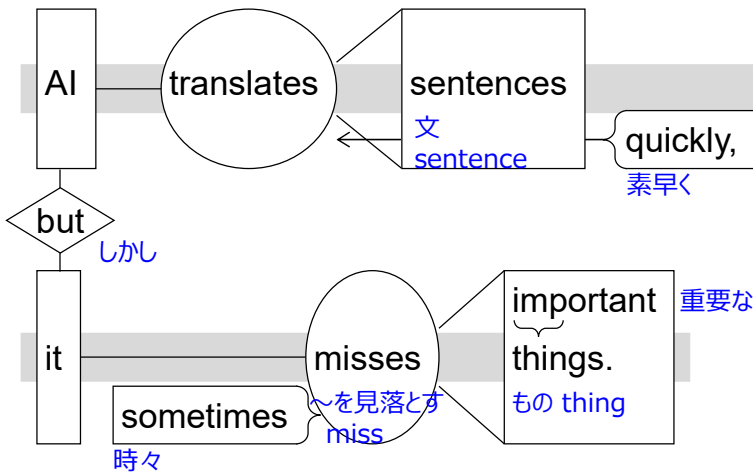 AI translates sentences
文
sentence
quickly,
素早く
but
しかし
important 重要な
it misses things.
sometimes
～を見落とす
miss
もの thing
時々